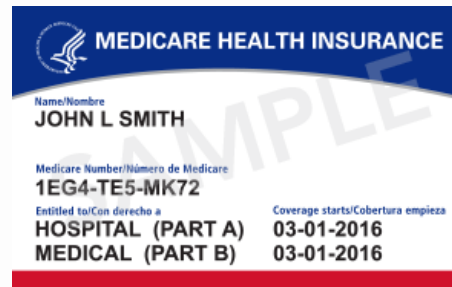 MEDICARE HEALTH INSURANCE
Name/Nombre
JOHN L SMITH
Medicare Number/Número de Medicare
1EG4-TE5-MK72
Entitled to/Con derecho a Coverage starts/Cobertura empieza
HOSPITAL (PART A) 03-01-2016
MEDICAL (PART B) 03-01-2016
SAMPLE